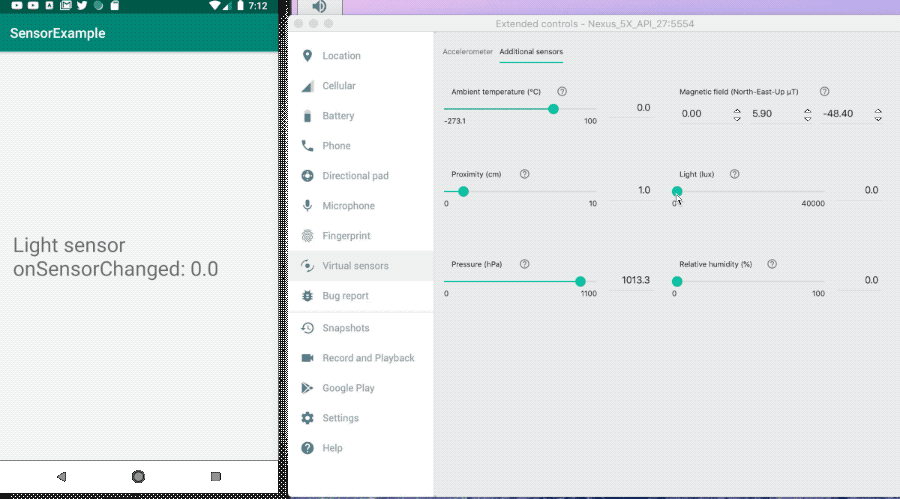 7:12
SensorExample
Light sensor
onSensorChanged: 0.0
Extended controls - Nexus_5X_API_27:5554
Location
Cellular
Battery
Phone
Directional pad
Microphone
Fingerprint
Virtual sensors
Bug report
Snapshots
Record and Playback
Google Play
Settings
Help
Accelerometer Additional sensors
Ambient temperature (°C) Magnetic field (North-East-Up μT)
0.0 0.00 5.90 -48.40
-273.1 100
Proximity (cm) Light (lux)
1.0 0.0
0 10 0 40000
Pressure (hPa) Relative humidity (%)
1013.3 0.0
0 1100 0 100